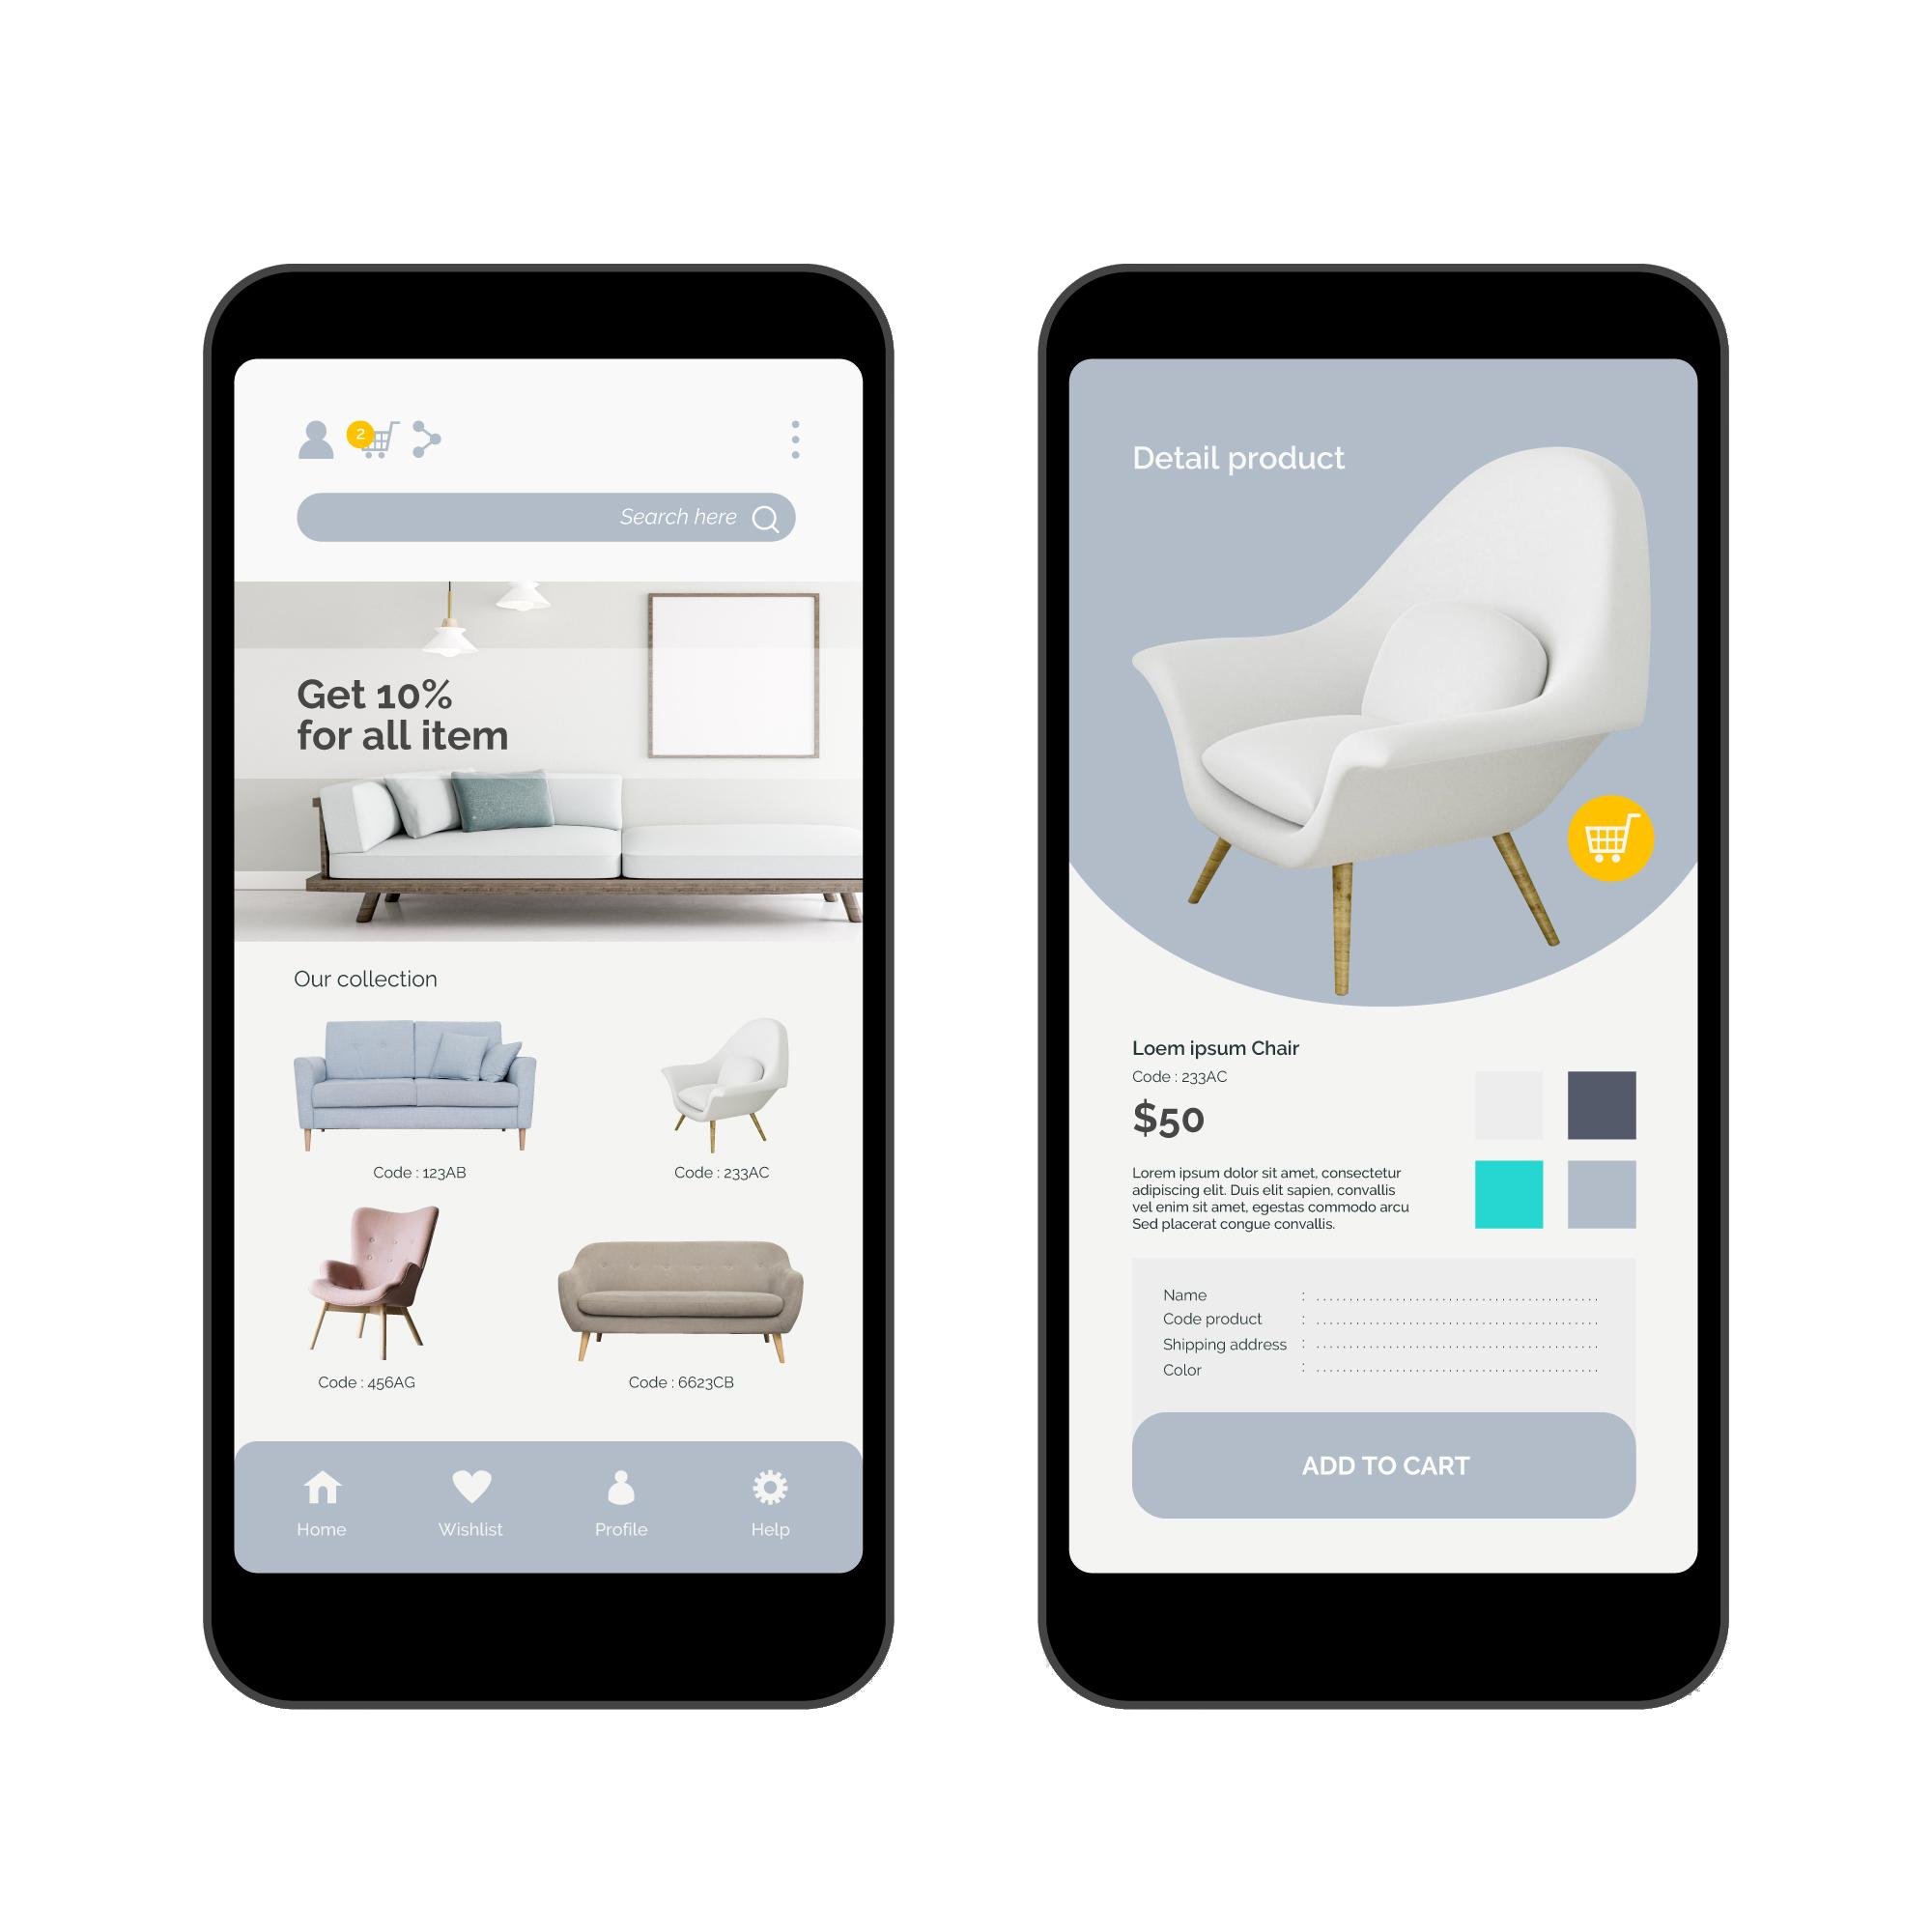 2
Search here
Get 10%
for all item
Our collection
Code : 123AB
Code : 233AC
Code : 456AG
Code : 6623CB
Home
Wishlist
Profile
Help
Detail product
Loem ipsum Chair
Code : 233AC
$50
Lorem ipsum dolor sit amet, consectetur
adipiscing elit. Duis elit sapien, convallis
vel enim sit amet, egestas commodo arcu
Sed placerat congue convallis.
Name : ................................................
Code product : ................................................
Shipping address : ................................................
Color : ................................................
ADD TO CART